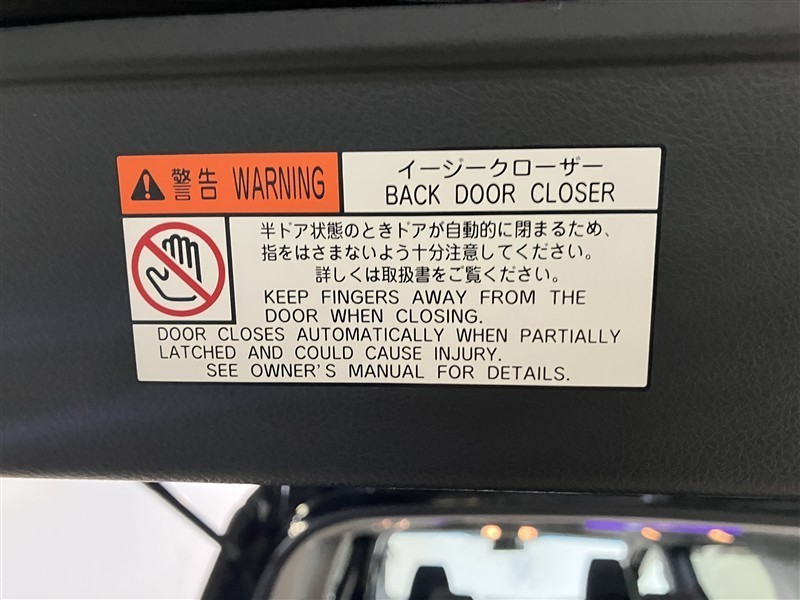 警告 WARNING
イージークローザー
BACK DOOR CLOSER
半ドア状態のときドアが自動的に閉まるため、
指をはさまないよう十分注意してください。
詳しくは取扱書をご覧ください。
KEEP FINGERS AWAY FROM THE
DOOR WHEN CLOSING.
DOOR CLOSES AUTOMATICALLY WHEN PARTIALLY
LATCHED AND COULD CAUSE INJURY.
SEE OWNER'S MANUAL FOR DETAILS.